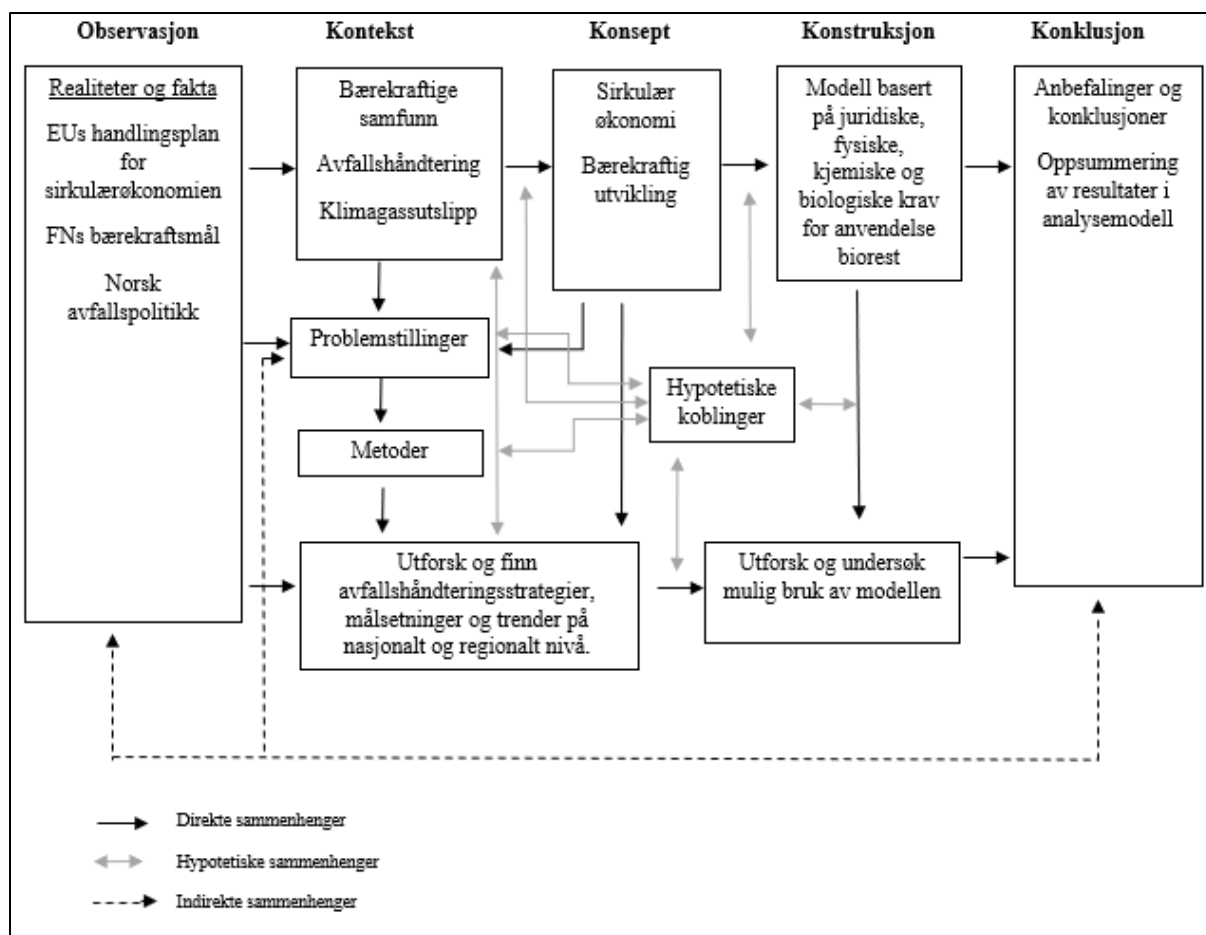 Observasjon
Kontekst
Konsept
Konstruksjon
Konklusjon
Realiteter og fakta
EUs handlingsplan
for
sirkulærøkonomien
FNs bærekraftsmål
Norsk
avfallspolitikk
Bærekraftige
samfunn
Avfallshåndtering
Klimagassutslipp
Sirkulær
økonomi
Bærekraftig
utvikling
Modell basert
på juridiske,
fysiske,
kjemiske og
biologiske krav
for anvendelse
biorest
Anbefalinger og
konklusjoner
Oppsummering
av resultater i
analysemodell
Problemstillinger
Hypotetiske
koblinger
Metoder
Utforsk og finn
avfallshåndteringsstrategier,
målsetninger og trender på
nasjonalt og regionalt nivå.
Utforsk og undersøk
mulig bruk av modellen
Direkte sammenhenger
Hypotetiske sammenhenger
Indirekte sammenhenger